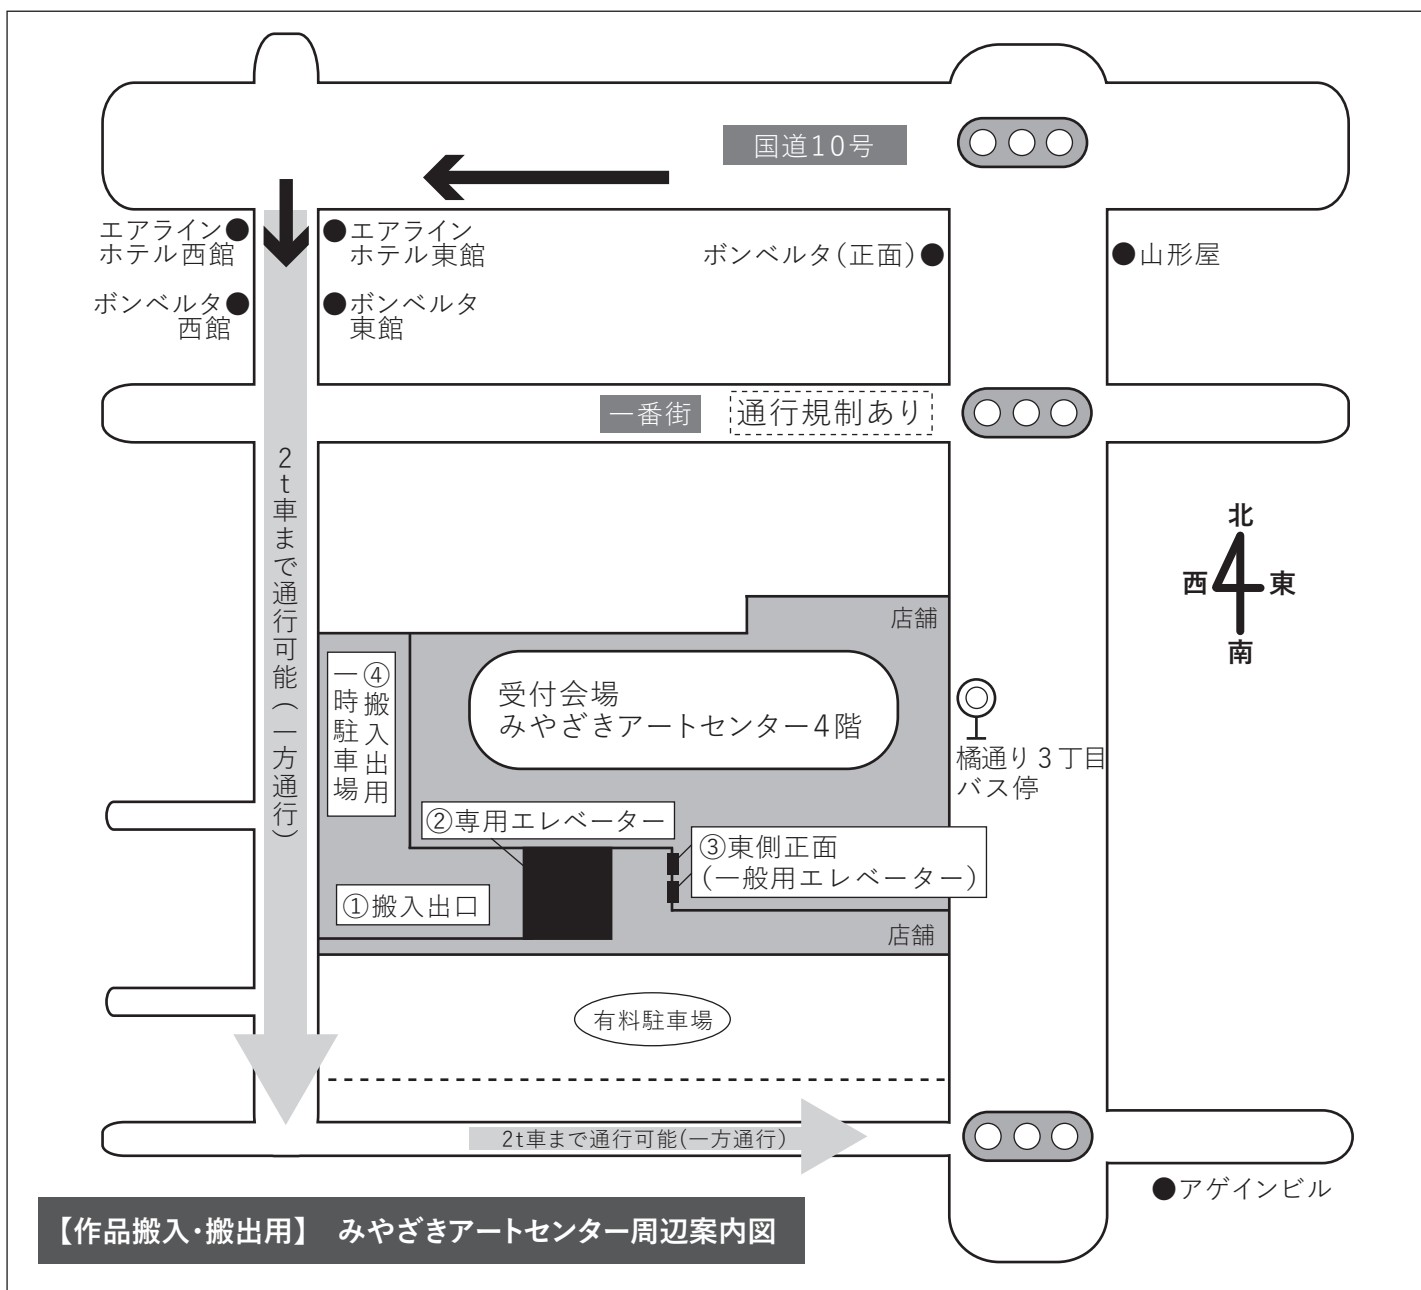 国道10号
エアライン
ホテル西館
エアライン
ホテル東館
ボンベルタ(正面)
山形屋
ボンベルタ
西館
ボンベルタ
東館
一番街
通行規制あり
2t車まで通行可能(一方通行)
北
西
東
南
店舗
④搬入出用
一時駐車場
受付会場
みやざきアートセンター4階
橘通り3丁目
バス停
②専用エレベーター
③東側正面
(一般用エレベーター)
①搬入出口
店舗
有料駐車場
2t車まで通行可能(一方通行)
アゲインビル
【作品搬入・搬出用】 みやざきアートセンター周辺案内図